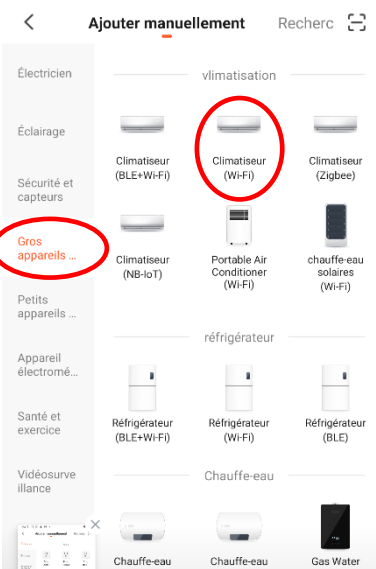 Ajouter manuellement
Recherc
Électricien
Éclairage
Sécurité et
capteurs
Gros
appareils ...
Petits
appareils ...
Appareil
électromé...
Santé et
exercice
Vidéosurve
illance
vlimatisation
Climatiseur
(BLE+Wi-Fi)
Climatiseur
(Wi-Fi)
Climatiseur
(Zigbee)
Climatiseur
(NB-IoT)
Portable Air
Conditioner
(Wi-Fi)
chauffe-eau
solaires
(Wi-Fi)
réfrigérateur
Réfrigérateur
(BLE+Wi-Fi)
Réfrigérateur
(Wi-Fi)
Réfrigérateur
(BLE)
Chauffe-eau
Chauffe-eau
Chauffe-eau
Gas Water